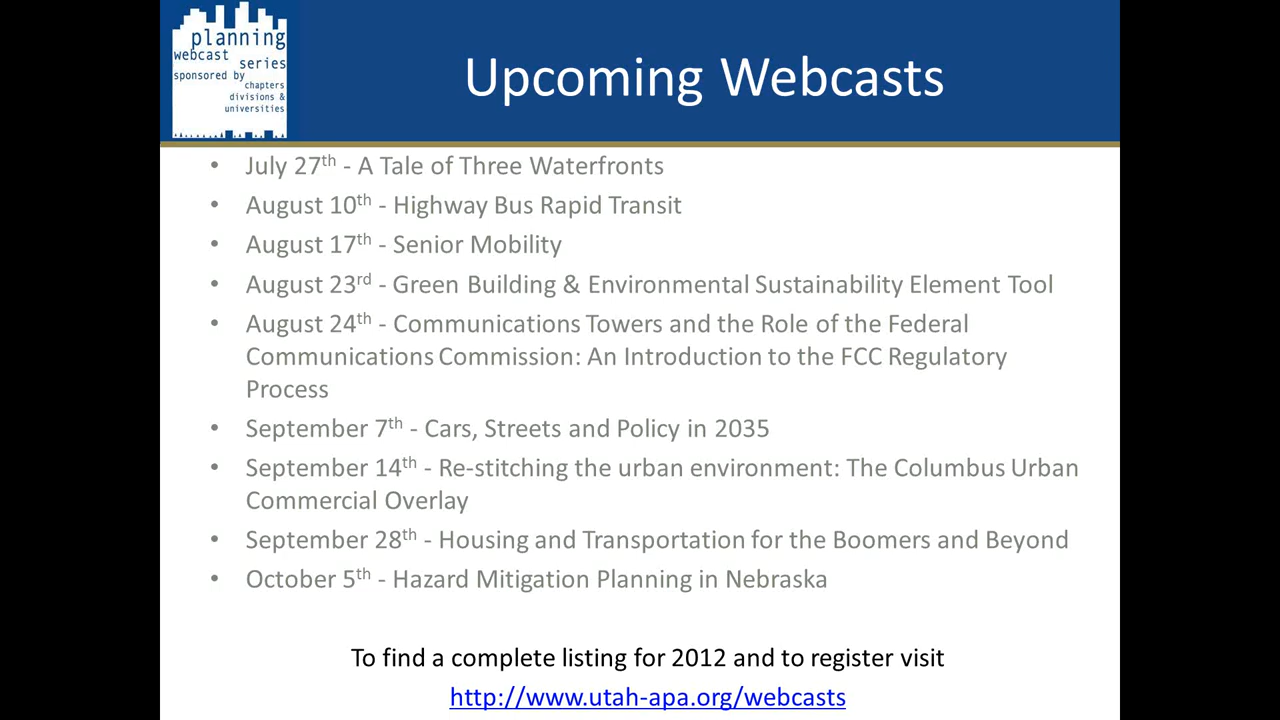 planning
webcast
series
sponsored by
chapters
divisions &
universities
Upcoming Webcasts
• July 27th - A Tale of Three Waterfronts
• August 10th - Highway Bus Rapid Transit
• August 17th - Senior Mobility
• August 23rd - Green Building & Environmental Sustainability Element Tool
• August 24th - Communications Towers and the Role of the Federal
Communications Commission: An Introduction to the FCC Regulatory
Process
• September 7th - Cars, Streets and Policy in 2035
• September 14th - Re-stitching the urban environment: The Columbus Urban
Commercial Overlay
• September 28th - Housing and Transportation for the Boomers and Beyond
• October 5th - Hazard Mitigation Planning in Nebraska
To find a complete listing for 2012 and to register visit
http://www.utah-apa.org/webcasts